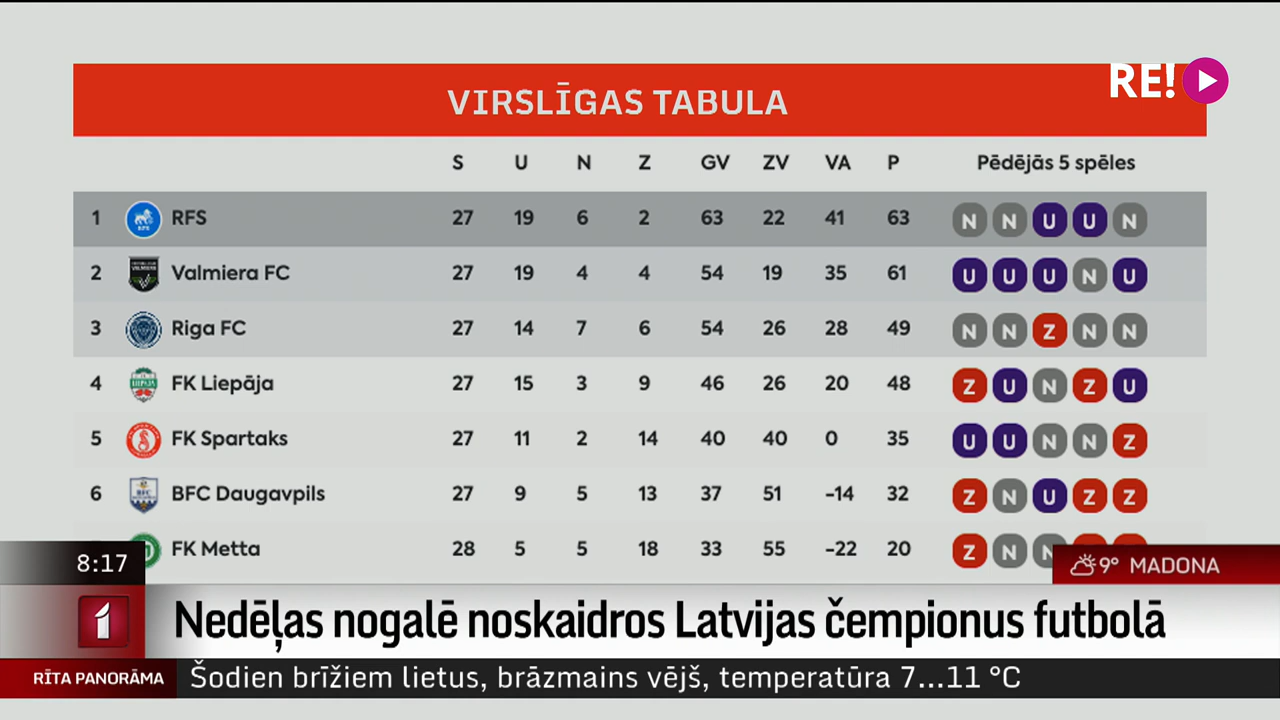 RE!
VIRSLĪGAS TABULA
S U N Z GV ZV VA P Pēdējās 5 spēles
1 RFS 27 19 6 2 63 22 41 63 N N U U N
2 Valmiera FC 27 19 4 4 54 19 35 61 U U U N U
3 Riga FC 27 14 7 6 54 26 28 49 N N Z N N
4 FK Liepāja 27 15 3 9 46 26 20 48 Z U N Z U
5 FK Spartaks 27 11 2 14 40 40 0 35 U U N N Z
6 BFC Daugavpils 27 9 5 13 37 51 -14 32 Z N U Z Z
FK Metta 28 5 5 18 33 55 -22 20 Z N N
8:17
9° MADONA
1
Nedēļas nogalē noskaidros Latvijas čempionus futbolā
RĪTA PANORĀMA
Šodien brīžiem lietus, brāzmains vējš, temperatūra 7...11 °C